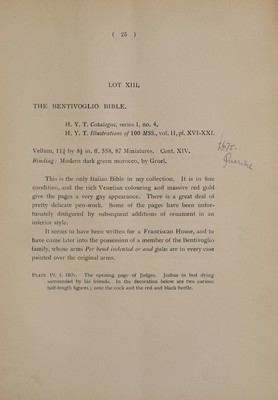 ( 25 )
LOT XIII.
THE BENTIVOGLIO BIBLE.
H. Y. T. Catalogue, series I, no. 4.
H. Y. T. Illustrations of 100 MSS., vol. II, pl. XVI-XXI.
Vellum, 11¼ by 8¼ in. ff. 558, 87 Miniatures. Cent. XIV.
Binding: Modern dark green morocco, by Gruel.
This is the only Italian Bible in my collection. It is in fine
condition, and the rich Venetian colouring and massive red gold
give the pages a very gay appearance. There is a great deal of
pretty delicate pen-work. Some of the pages have been unfor-
tunately disfigured by subsequent additions of ornament in an
inferior style.
It seems to have been written for a Franciscan House, and to
have come later into the possession of a member of the Bentivoglio
family, whose arms Per bend indented or and gules are in every case
painted over the original arms.
PLATE IV. f. 103v. The opening page of Judges. Joshua in bed dying
surrounded by his friends. In the decoration below are two curious
half-length figures; note the cock and the red and black beetle.